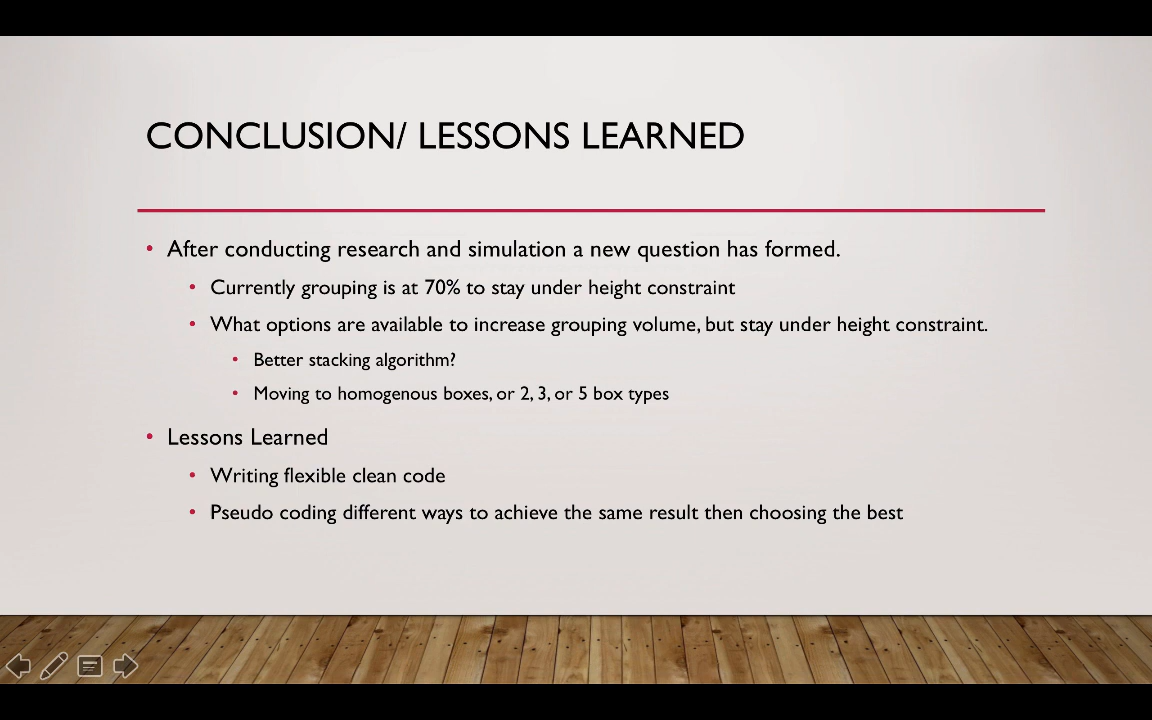 CONCLUSION/ LESSONS LEARNED
• After conducting research and simulation a new question has formed.
• Currently grouping is at 70% to stay under height constraint
• What options are available to increase grouping volume, but stay under height constraint.
• Better stacking algorithm?
• Moving to homogenous boxes, or 2, 3, or 5 box types
• Lessons Learned
• Writing flexible clean code
• Pseudo coding different ways to achieve the same result then choosing the best